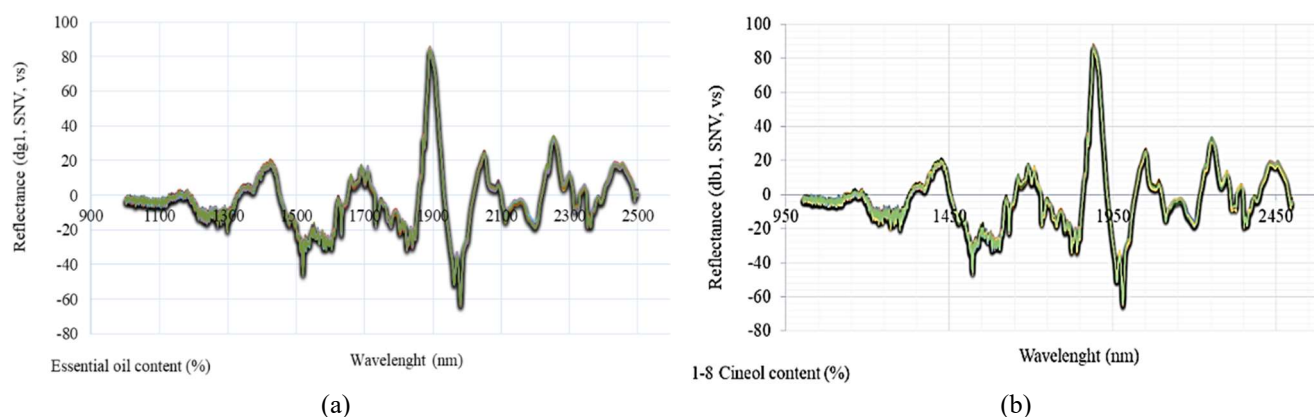 100
80
60
40
20
0
-20
-40
-60
-80
Reflectance (dg1, SNV, vs)
900 1100 1300 1500 1700 1900 2100 2300 2500
Wavelenght (nm)
Essential oil content (%)
(a)
100
80
60
40
20
0
-20
-40
-60
-80
Reflectance (db1, SNV, vs)
950 1450 1950 2450
Wavelenght (nm)
1-8 Cineol content (%)
(b)